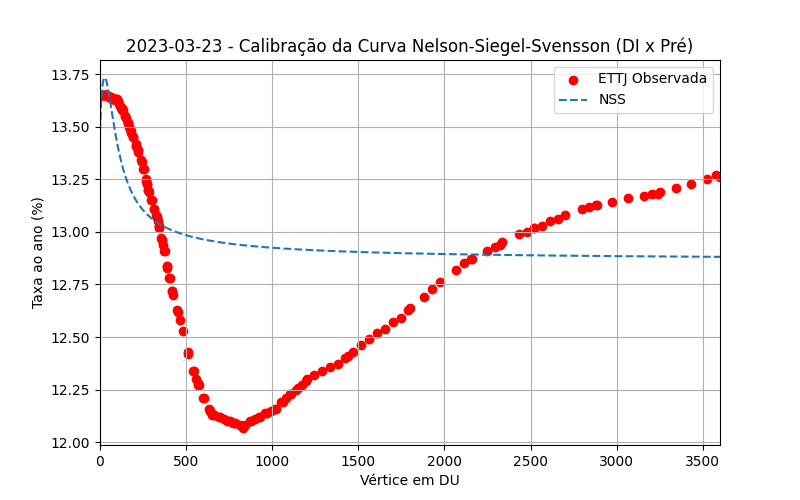 2023-03-23 - Calibração da Curva Nelson-Siegel-Svensson (DI x Pré)
ETTJ Observada
NSS
Taxa ao ano (%)
13.75
13.50
13.25
13.00
12.75
12.50
12.25
12.00
0 500 1000 1500 2000 2500 3000 3500
Vértice em DU